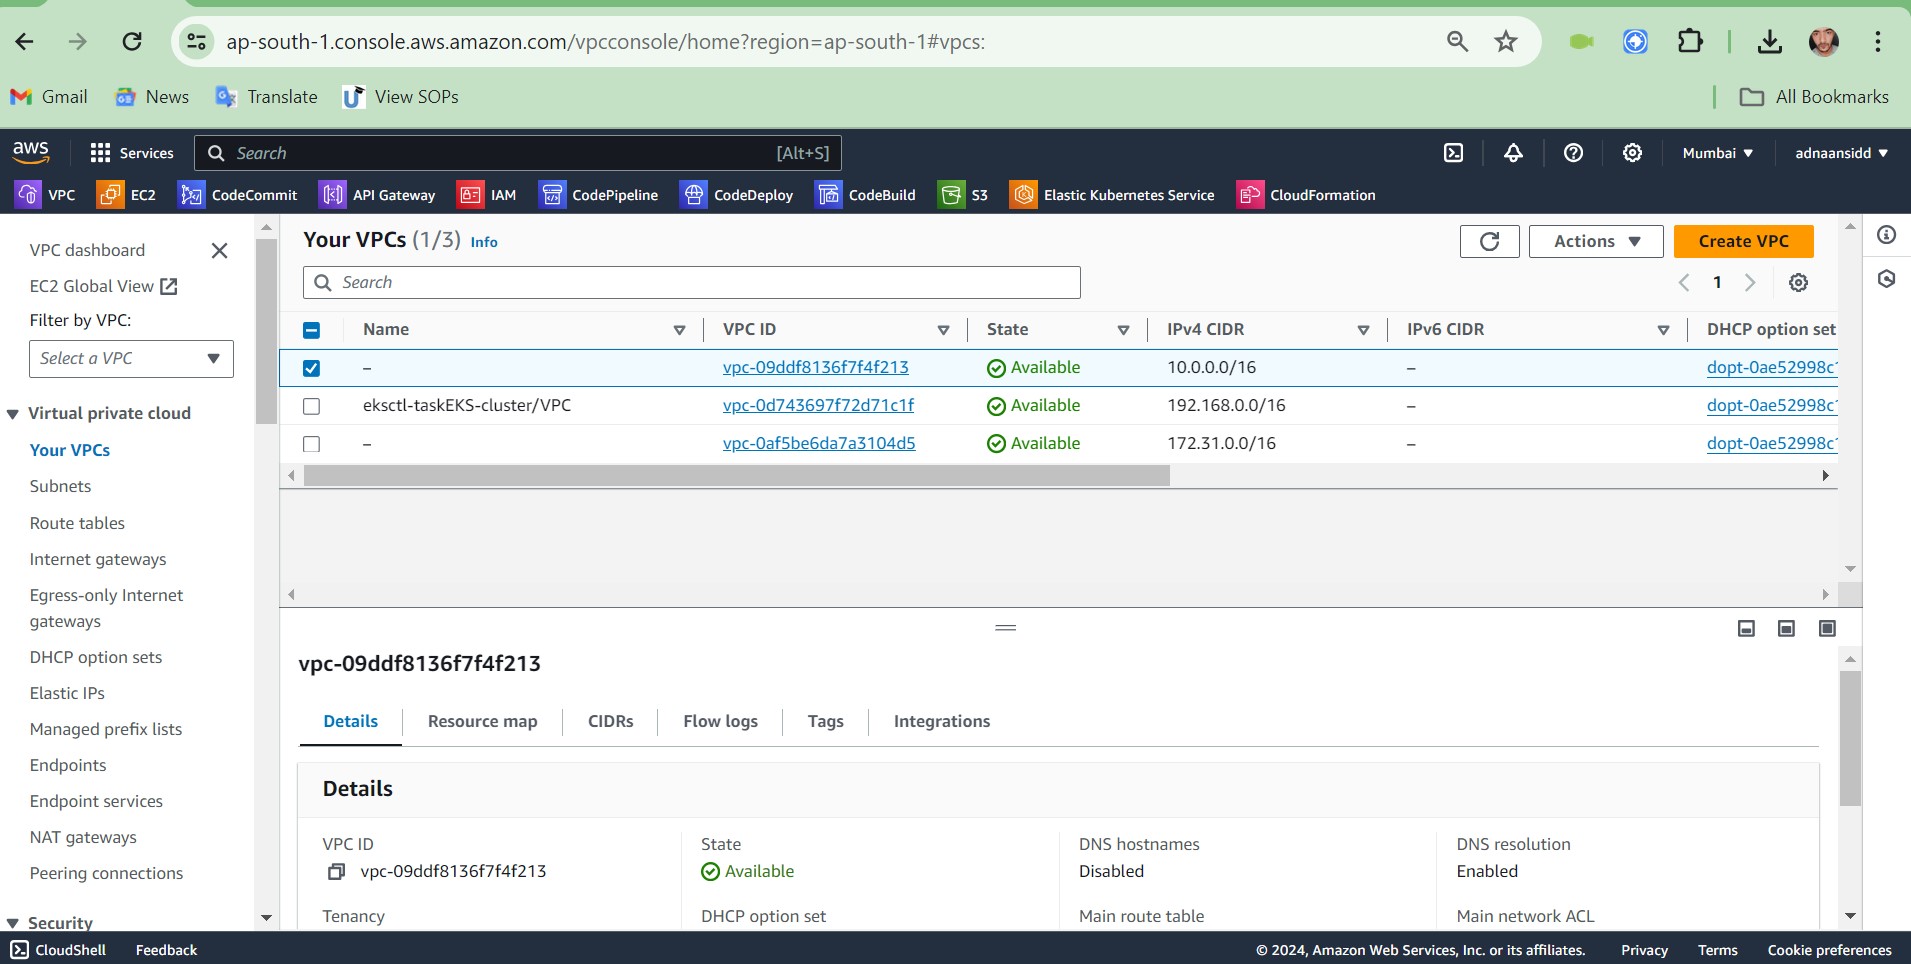 ap-south-1.console.aws.amazon.com/vpcconsole/home?region=ap-south-1#vpcs:
Gmail News Translate View SOPs All Bookmarks
aws Services Search [Alt+S] Mumbai adnaansidd
VPC EC2 CodeCommit API Gateway IAM CodePipeline CodeDeploy CodeBuild S3 Elastic Kubernetes Service CloudFormation
VPC dashboard
EC2 Global View
Filter by VPC:
Select a VPC
Virtual private cloud
Your VPCs
Subnets
Route tables
Internet gateways
Egress-only Internet
gateways
DHCP option sets
Elastic IPs
Managed prefix lists
Endpoints
Endpoint services
NAT gateways
Peering connections
Security
Your VPCs (1/3) Info Actions Create VPC
Search 1
Name VPC ID State IPv4 CIDR IPv6 CIDR DHCP option set
– vpc-09ddf8136f7f4f213 Available 10.0.0.0/16 – dopt-0ae52998c1
eksctl-taskEKS-cluster/VPC vpc-0d743697f72d71c1f Available 192.168.0.0/16 – dopt-0ae52998c1
– vpc-0af5be6da7a3104d5 Available 172.31.0.0/16 – dopt-0ae52998c1
vpc-09ddf8136f7f4f213
Details Resource map CIDRs Flow logs Tags Integrations
Details
VPC ID State DNS hostnames DNS resolution
vpc-09ddf8136f7f4f213 Available Disabled Enabled
Tenancy DHCP option set Main route table Main network ACL
CloudShell Feedback © 2024, Amazon Web Services, Inc. or its affiliates. Privacy Terms Cookie preferences